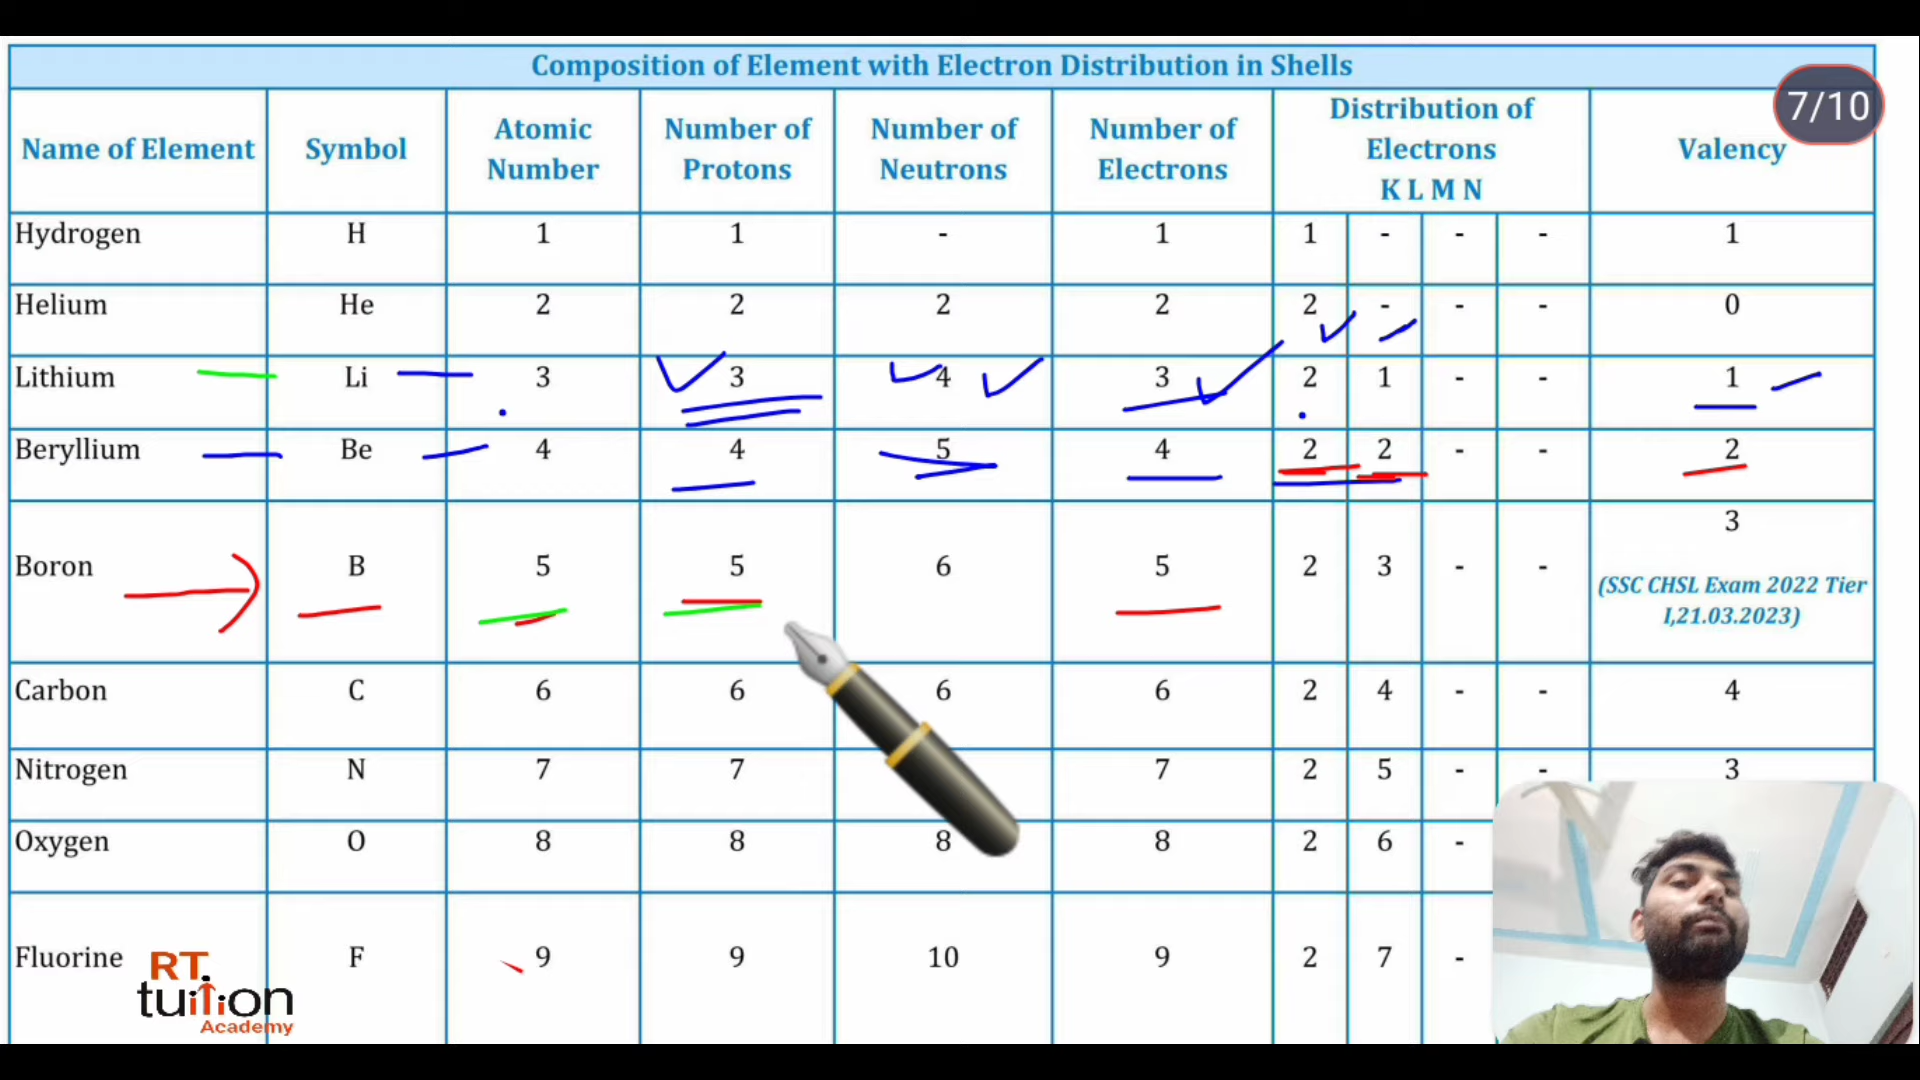 Composition of Element with Electron Distribution in Shells
7/10
Name of Element Symbol Atomic Number Number of Protons Number of Neutrons Number of Electrons Distribution of Electrons K L M N Valency
Hydrogen H 1 1 - 1 1 - - - 1
Helium He 2 2 2 2 2 - - - 0
Lithium Li 3 3 4 3 2 1 - - 1
Beryllium Be 4 4 5 4 2 2 - - 2
Boron B 5 5 6 5 2 3 - - 3
(SSC CHSL Exam 2022 Tier
I,21.03.2023)
Carbon C 6 6 6 6 2 4 - - 4
Nitrogen N 7 7 7 2 5 - - 3
Oxygen O 8 8 8 8 2 6 -
Fluorine F 9 9 10 9 2 7 -
RT
tuition
Academy